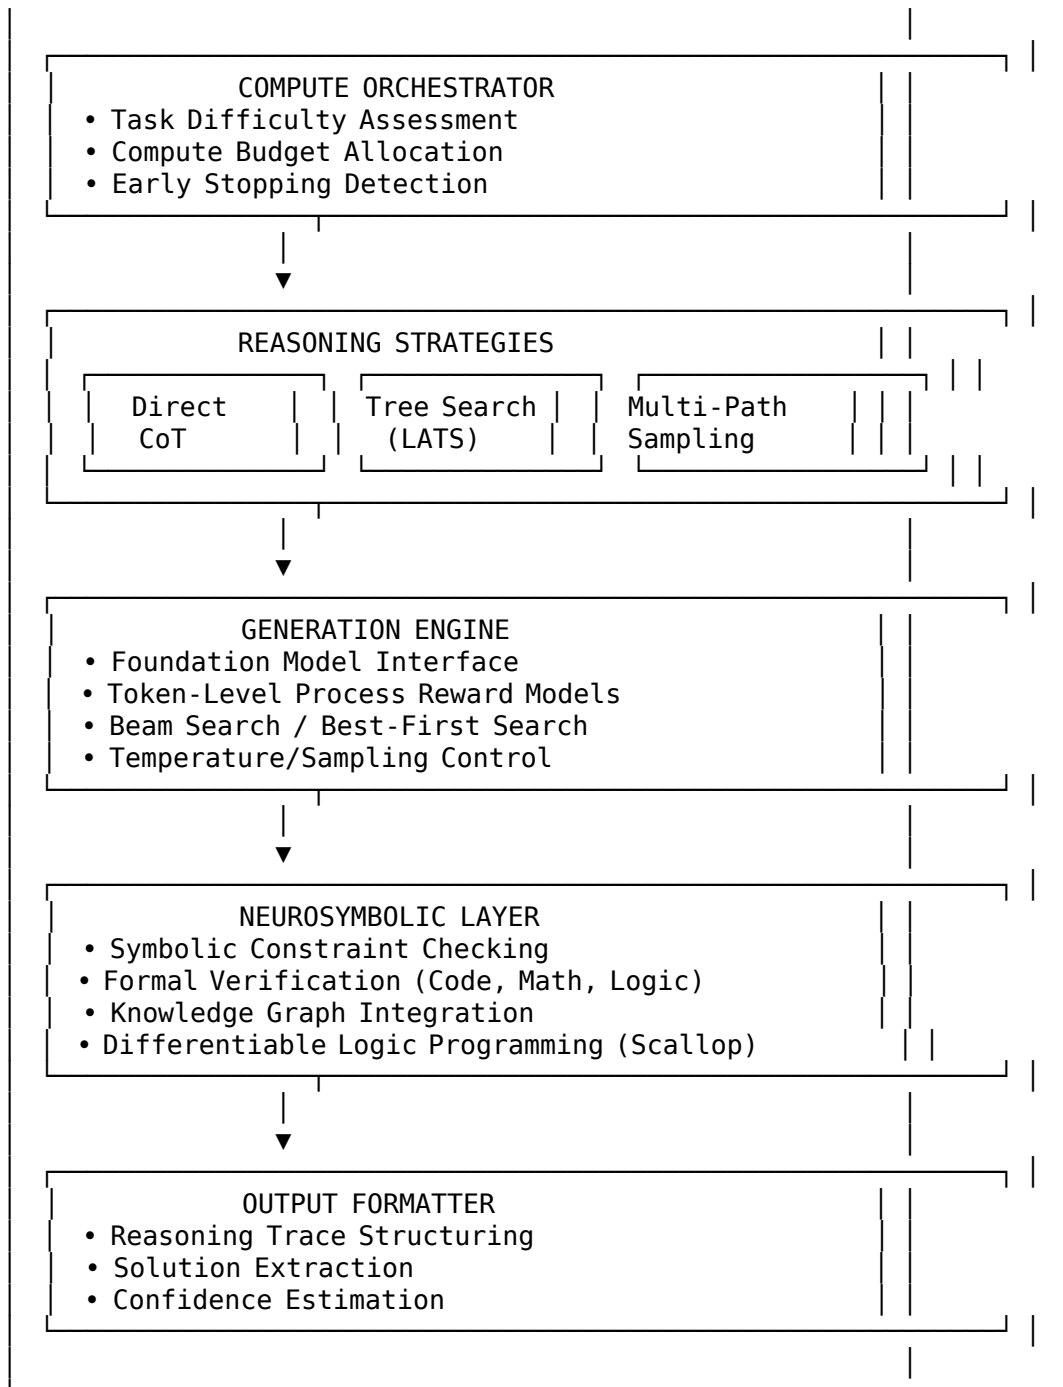 COMPUTE ORCHESTRATOR
• Task Difficulty Assessment
• Compute Budget Allocation
• Early Stopping Detection
▼
REASONING STRATEGIES
Direct Tree Search Multi-Path
CoT (LATS) Sampling
▼
GENERATION ENGINE
• Foundation Model Interface
• Token-Level Process Reward Models
• Beam Search / Best-First Search
• Temperature/Sampling Control
▼
NEUROSYMBOLIC LAYER
• Symbolic Constraint Checking
• Formal Verification (Code, Math, Logic)
• Knowledge Graph Integration
• Differentiable Logic Programming (Scallop)
▼
OUTPUT FORMATTER
• Reasoning Trace Structuring
• Solution Extraction
• Confidence Estimation